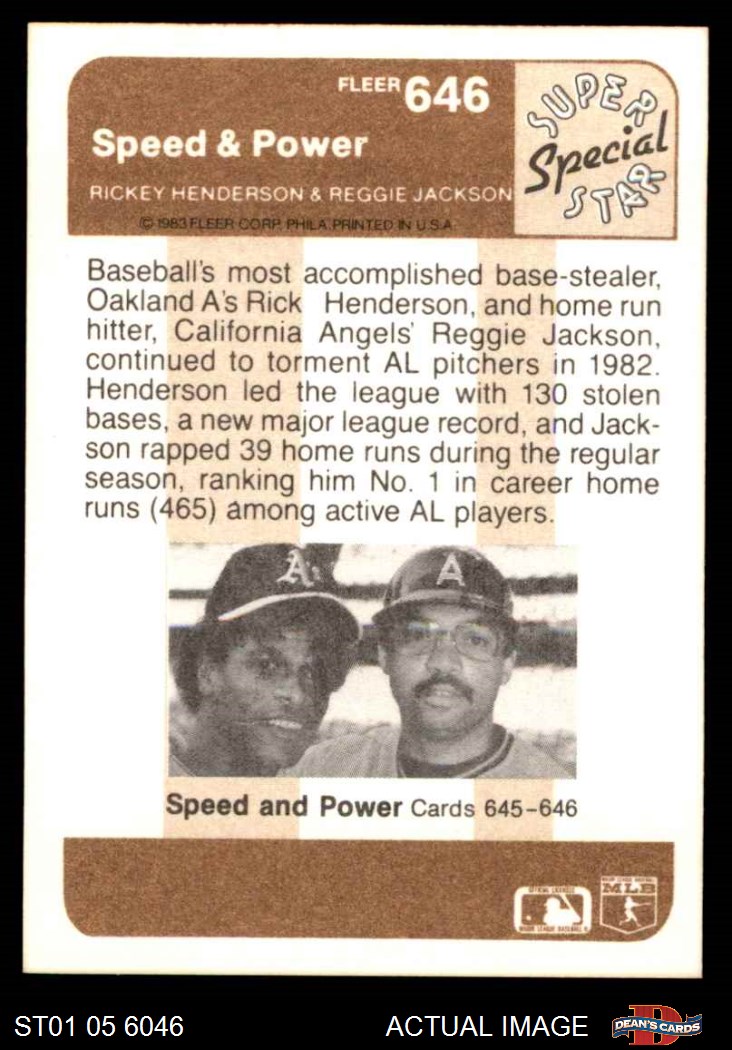 FLEER 646
SUPER
Special
STAR
Speed & Power
RICKEY HENDERSON & REGGIE JACKSON
© 1983 FLEER CORP. PHILA. PRINTED IN U.S.A.
Baseball's most accomplished base-stealer,
Oakland A's Rick Henderson, and home run
hitter, California Angels' Reggie Jackson,
continued to torment AL pitchers in 1982.
Henderson led the league with 130 stolen
bases, a new major league record, and Jack-
son rapped 39 home runs during the regular
season, ranking him No. 1 in career home
runs (465) among active AL players.
A's
A
Speed and Power Cards 645-646
MLB
ST01 05 6046
ACTUAL IMAGE
D
DEAN'S CARDS